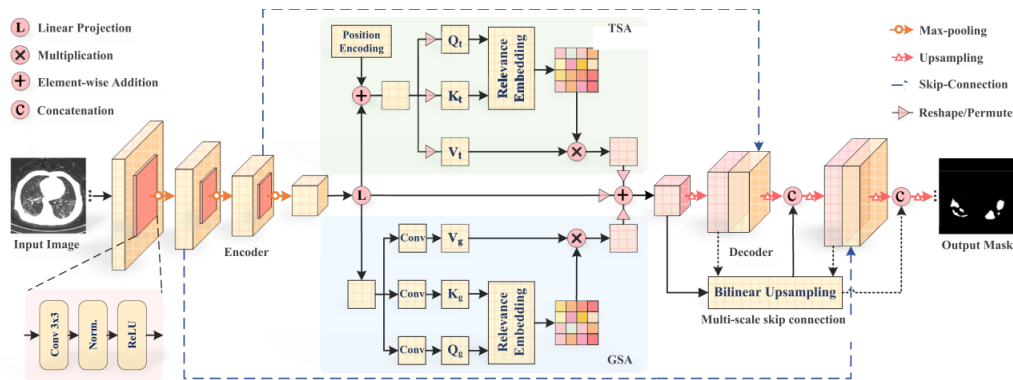 L Linear Projection
× Multiplication
+ Element-wise Addition
C Concatenation
Position
Encoding
TSA
Qt
Kt
Vt
Relevance
Embedding
Max-pooling
Upsampling
Skip-Connection
Reshape/Permute
Input Image
Encoder
L
+
×
+
C
C
Decoder
Output Mask
Conv 3x3
Norm.
ReLU
Conv
Vg
×
Conv
Kg
Conv
Qg
Relevance
Embedding
GSA
Bilinear Upsampling
Multi-scale skip connection